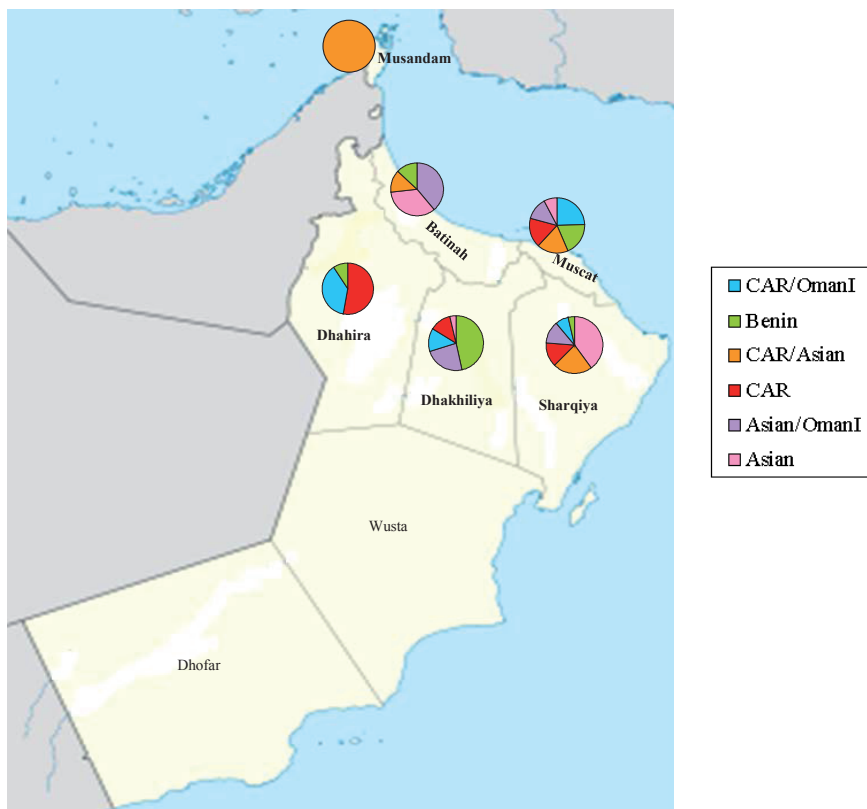 Musandam
Batinah
Muscat
Dhahira
Dhakhiliya
Sharqiya
Wusta
Dhofar
CAR/OmanI
Benin
CAR/Asian
CAR
Asian/OmanI
Asian